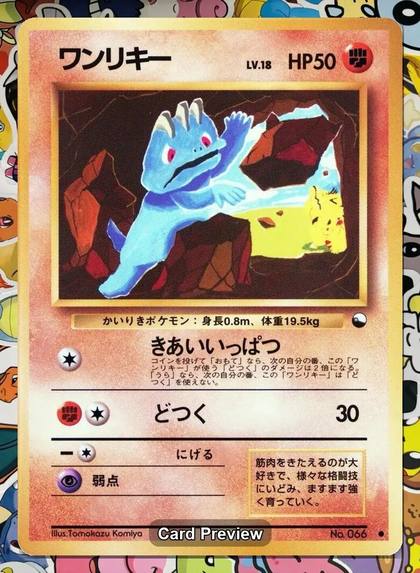 ワンリキー LV.18 HP50
かいりきポケモン：身長0.8m、体重19.5kg
きあいいっぱつ
コインを投げて「おもて」なら、次の自分の番、この「ワ
ンリキー」が使う「どつく」のダメージは２倍になる。
「うら」なら、次の自分の番、この「ワンリキー」は「ど
つく」を使えない。
どつく 30
にげる
弱点
筋肉をきたえるのが大
好きで、様々な格闘技
にいどみ、ますます強
く育っていく。
Illus.Tomokazu Komiya
Card Preview
No. 066